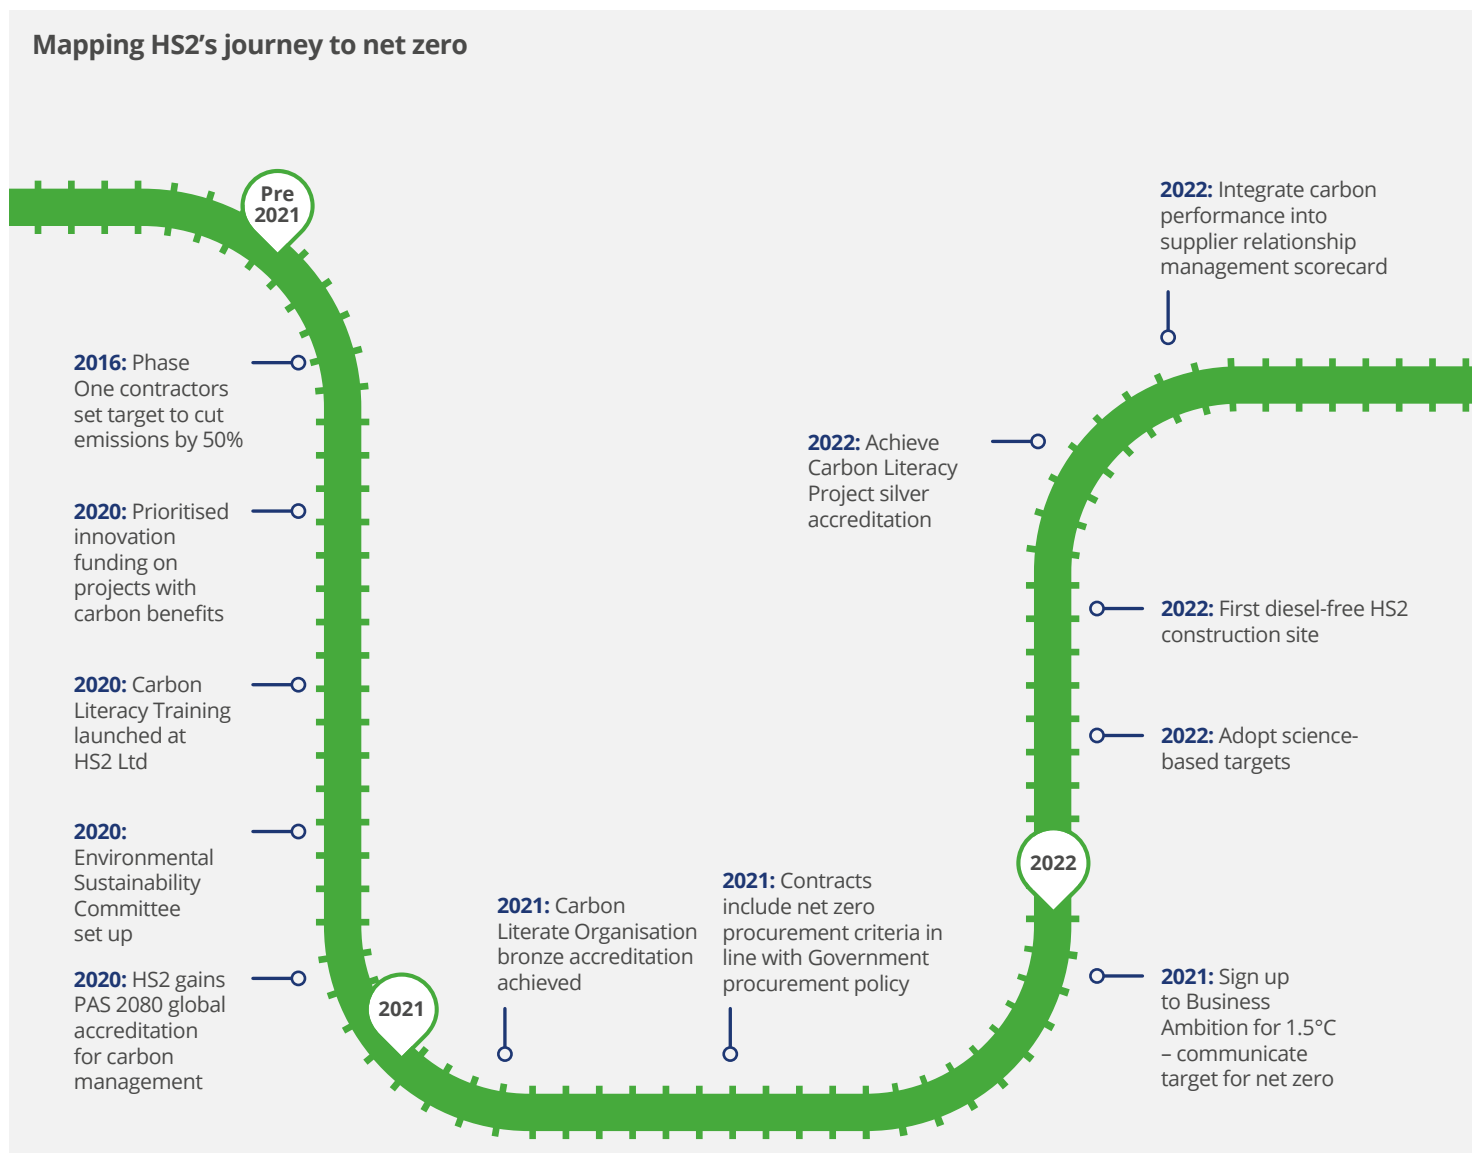 Mapping HS2’s journey to net zero
Pre
2021
2016: Phase
One contractors
set target to cut
emissions by 50%
2020: Prioritised
innovation
funding on
projects with
carbon benefits
2020: Carbon
Literacy Training
launched at
HS2 Ltd
2020:
Environmental
Sustainability
Committee
set up
2020: HS2 gains
PAS 2080 global
accreditation
for carbon
management
2021
2021: Carbon
Literate Organisation
bronze accreditation
achieved
2021: Contracts
include net zero
procurement criteria in
line with Government
procurement policy
2021: Sign up
to Business
Ambition for 1.5°C
– communicate
target for net zero
2022
2022: Adopt science-
based targets
2022: First diesel-free HS2
construction site
2022: Achieve
Carbon Literacy
Project silver
accreditation
2022: Integrate carbon
performance into
supplier relationship
management scorecard